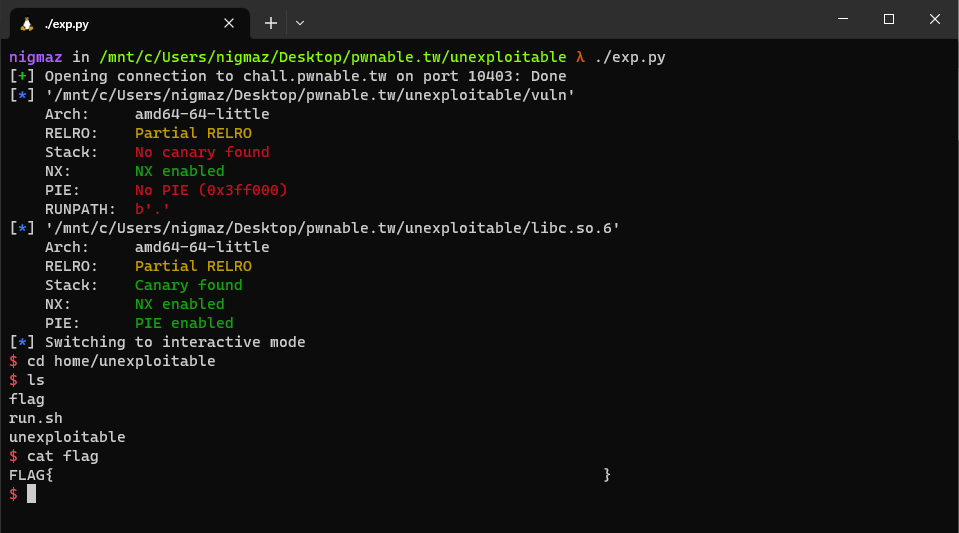 ./exp.py
nigmaz in /mnt/c/Users/nigmaz/Desktop/pwnable.tw/unexploitable λ ./exp.py
[+] Opening connection to chall.pwnable.tw on port 10403: Done
[*] '/mnt/c/Users/nigmaz/Desktop/pwnable.tw/unexploitable/vuln'
    Arch:     amd64-64-little
    RELRO:    Partial RELRO
    Stack:    No canary found
    NX:       NX enabled
    PIE:      No PIE (0x3ff000)
    RUNPATH:  b'.'
[*] '/mnt/c/Users/nigmaz/Desktop/pwnable.tw/unexploitable/libc.so.6'
    Arch:     amd64-64-little
    RELRO:    Partial RELRO
    Stack:    Canary found
    NX:       NX enabled
    PIE:      PIE enabled
[*] Switching to interactive mode
$ cd home/unexploitable
$ ls
flag
run.sh
unexploitable
$ cat flag
FLAG{                                                             }
$